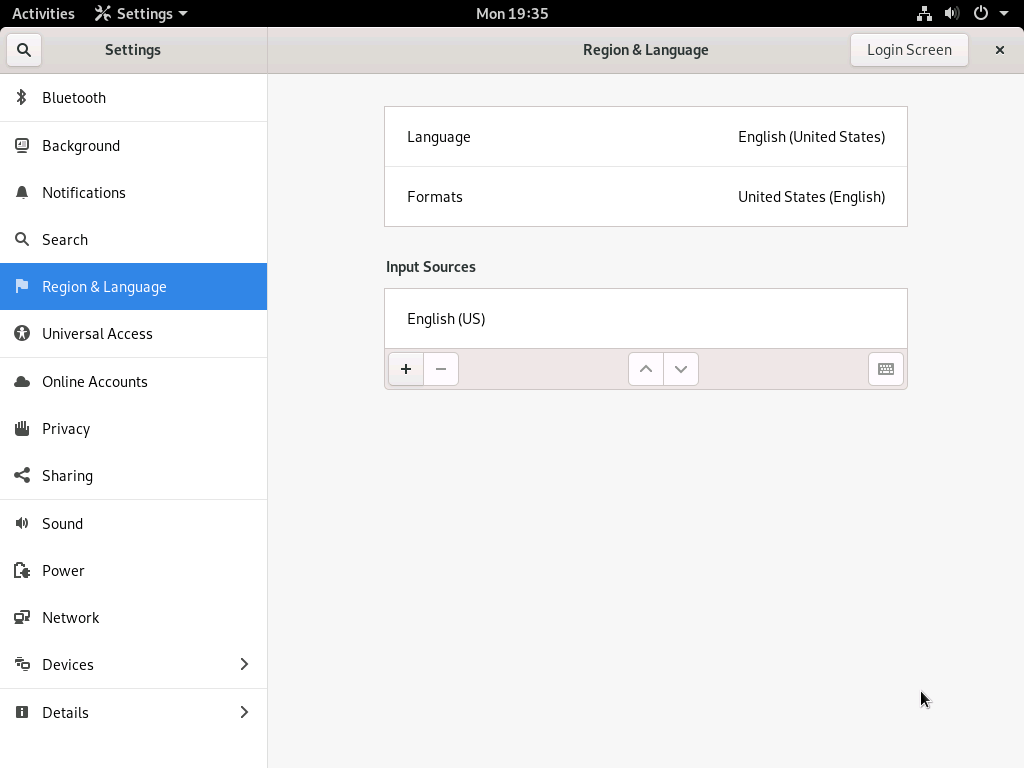 Activities
Settings
Mon 19:35
Settings
Region & Language
Login Screen
Bluetooth
Background
Notifications
Search
Region & Language
Universal Access
Online Accounts
Privacy
Sharing
Sound
Power
Network
Devices
Details
Language English (United States)
Formats United States (English)
Input Sources
English (US)